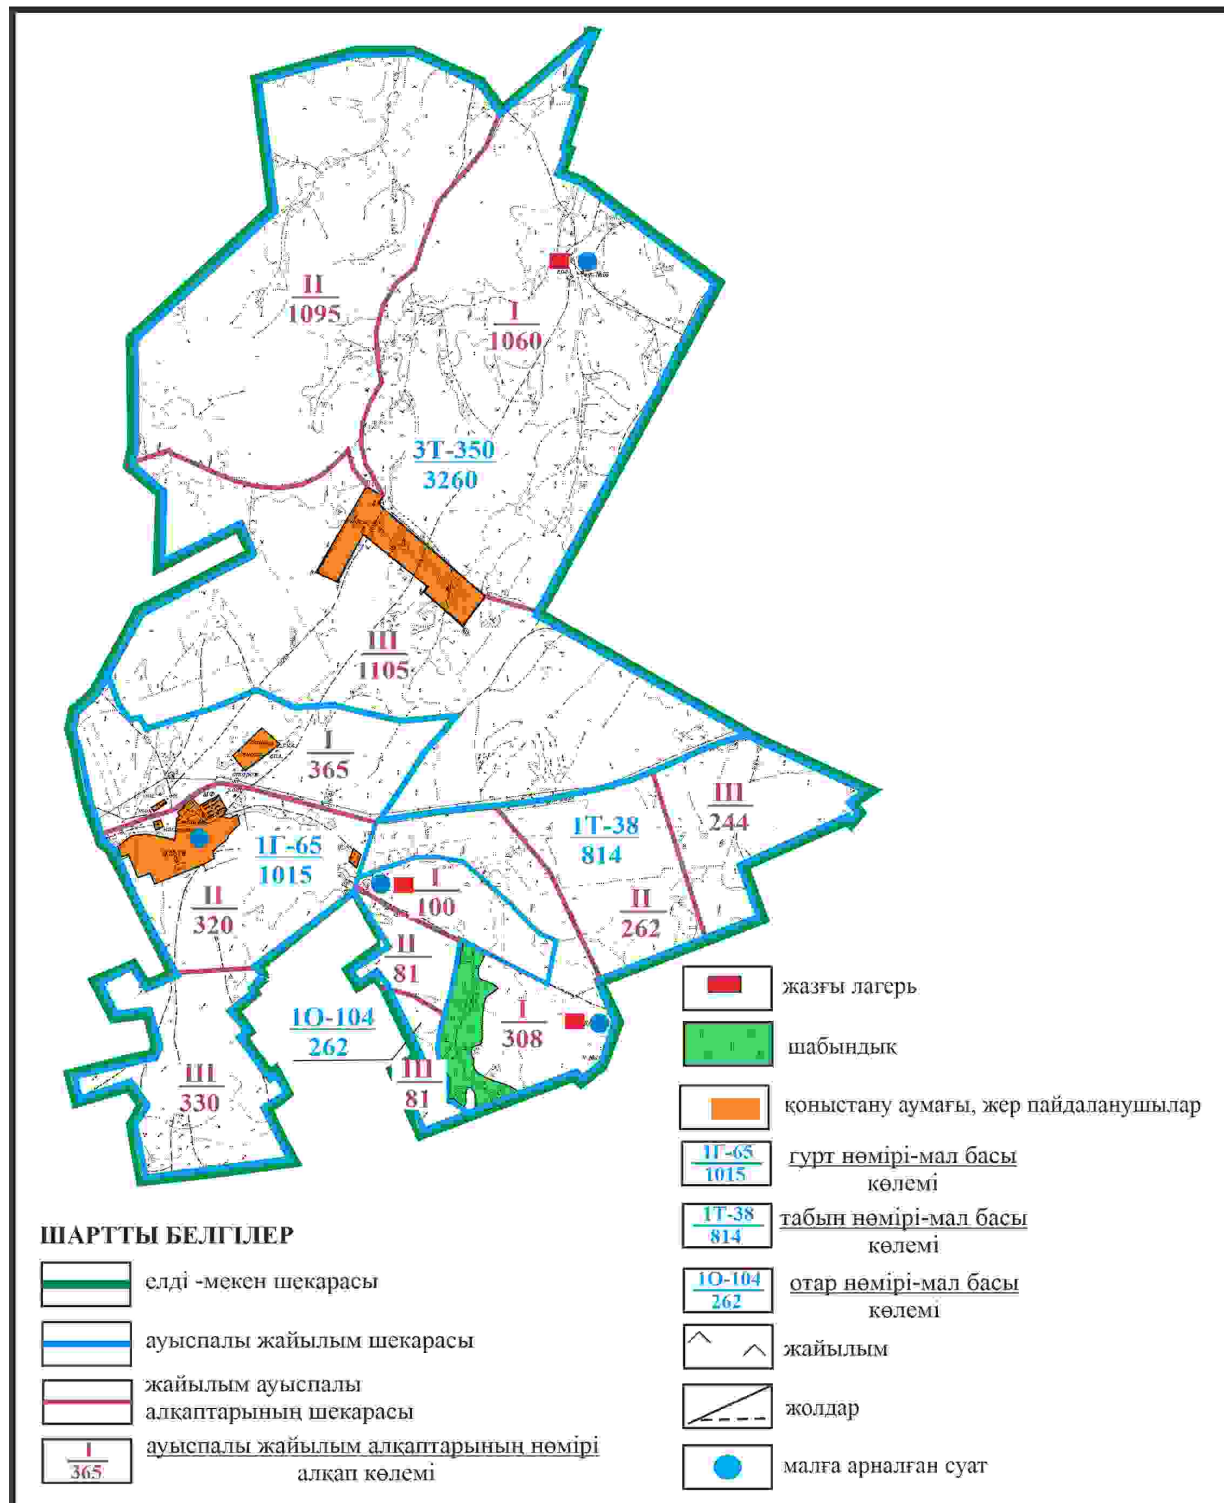 II
1095
I
1060
3Т-350
3260
III
1105
I
365
1Г-65
1015
II
320
III
330
1Т-38
814
III
244
II
262
I
100
II
81
1О-104
262
III
81
I
308
ШАРТТЫ БЕЛГІЛЕР
елді -мекен шекарасы
ауыспалы жайылым шекарасы
жайылым ауыспалы
алқаптарының шекарасы
I
365
ауыспалы жайылым алқаптарының нөмірі
алқап көлемі
жазғы лагерь
шабындық
қоныстану аумағы, жер пайдаланушылар
1Г-65
1015
гурт нөмірі-мал басы
көлемі
1Т-38
814
табын нөмірі-мал басы
көлемі
1О-104
262
отар нөмірі-мал басы
көлемі
жайылым
жолдар
малға арналған суат